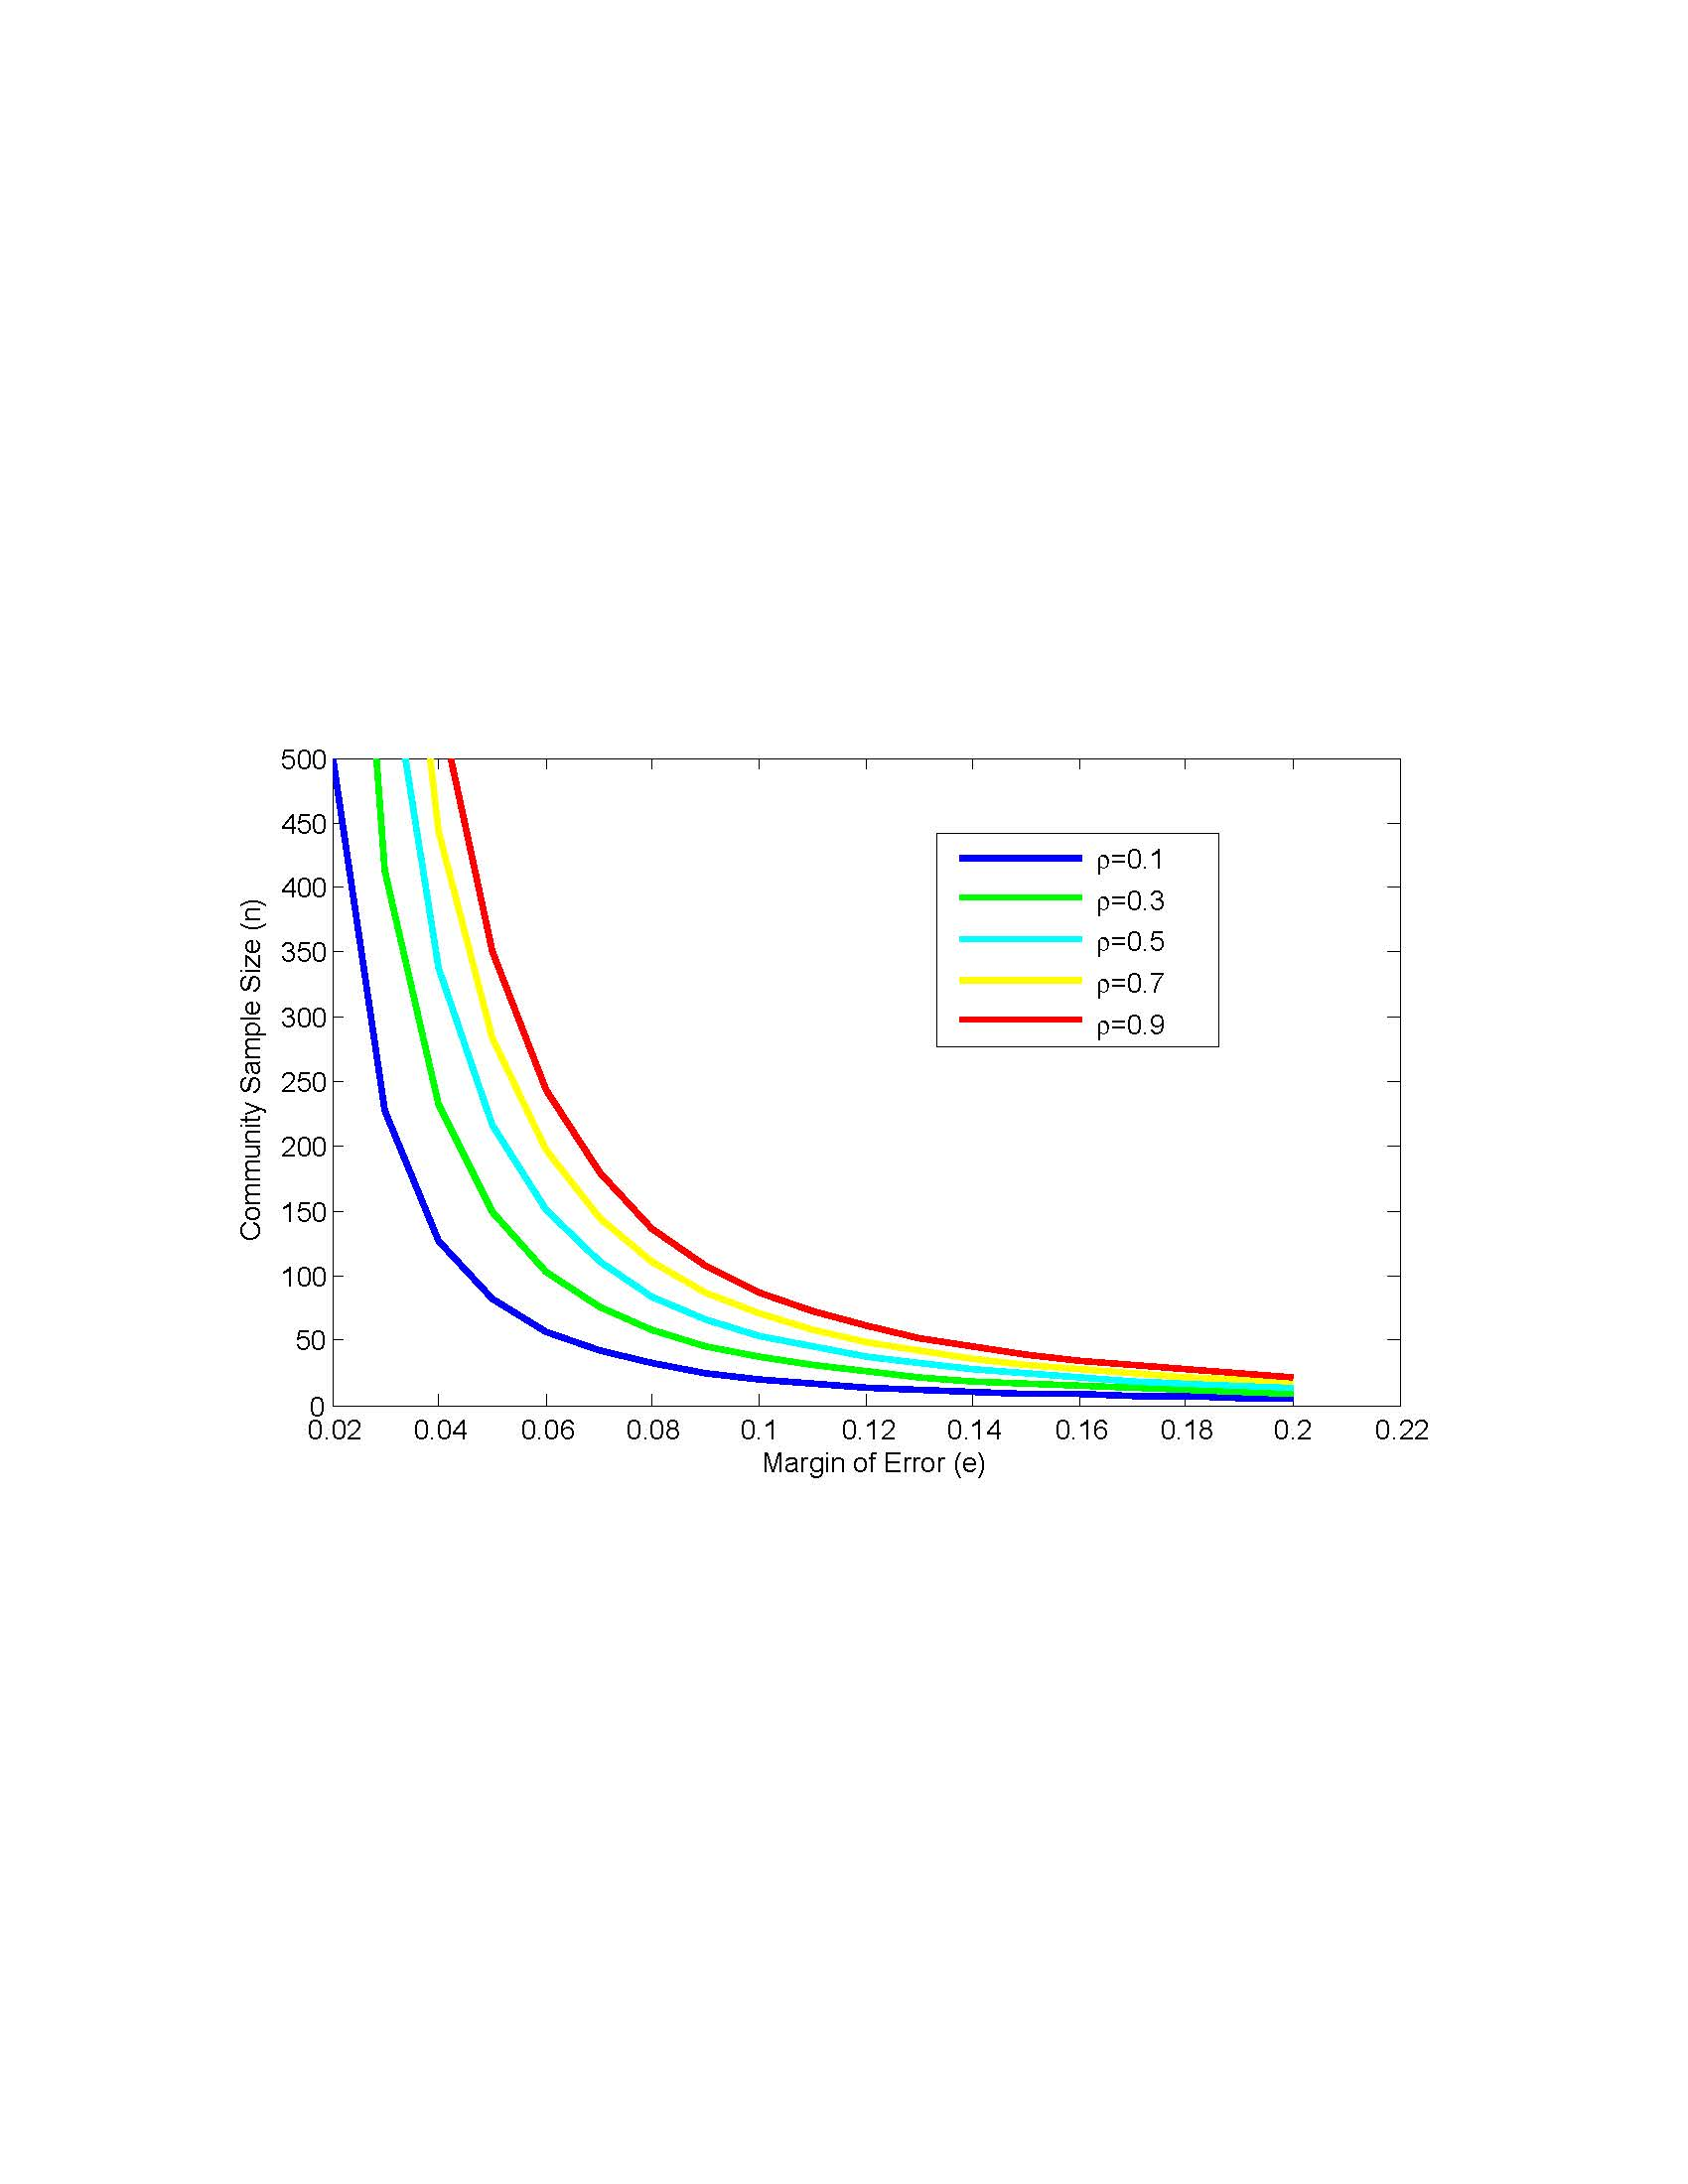 500
450
400
350
300
250
200
150
100
50
0
Community Sample Size (n)
ρ=0.1
ρ=0.3
ρ=0.5
ρ=0.7
ρ=0.9
0.02 0.04 0.06 0.08 0.1 0.12 0.14 0.16 0.18 0.2 0.22
Margin of Error (e)